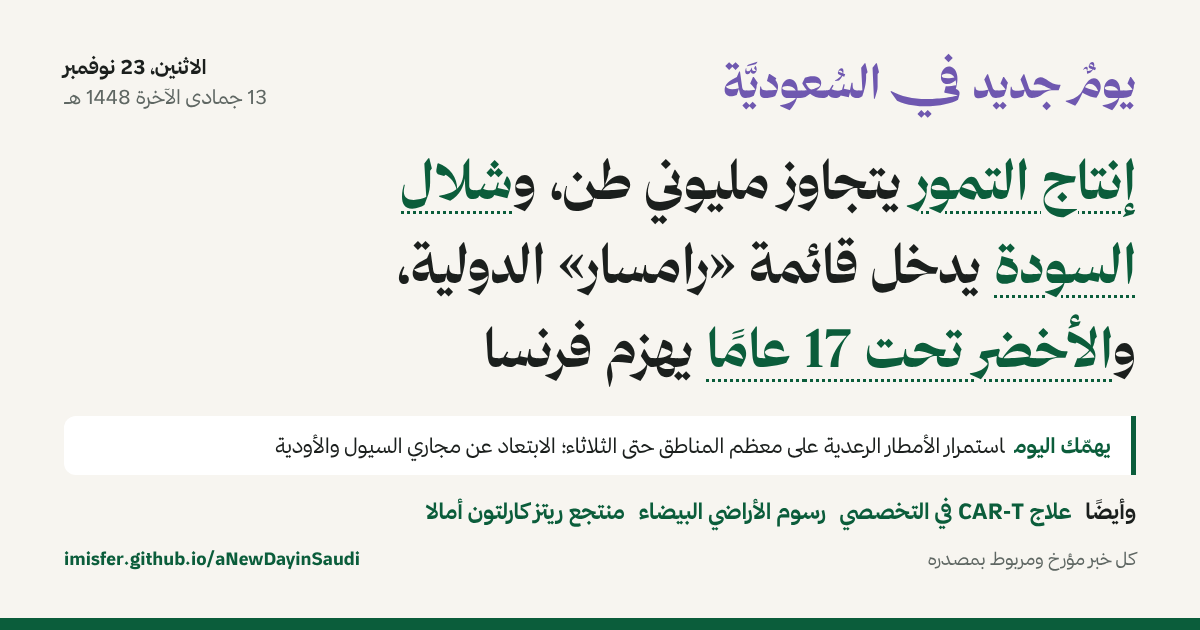 يومٌ جديد في السُعوديَّة
الاثنين، 23 نوفمبر
13 جمادى الآخرة 1448 هـ
إنتاج التمور يتجاوز مليوني طن، وشلال
السودة يدخل قائمة «رامسار» الدولية،
والأخضر تحت 17 عامًا يهزم فرنسا
يهمّك اليوم استمرار الأمطار الرعدية على معظم المناطق حتى الثلاثاء؛ الابتعاد عن مجاري السيول والأودية
وأيضًا علاج CAR-T في التخصصي رسوم الأراضي البيضاء منتجع ريتز كارلتون أمالا
كل خبر مؤرخ ومربوط بمصدره
imisfer.github.io/aNewDayinSaudi